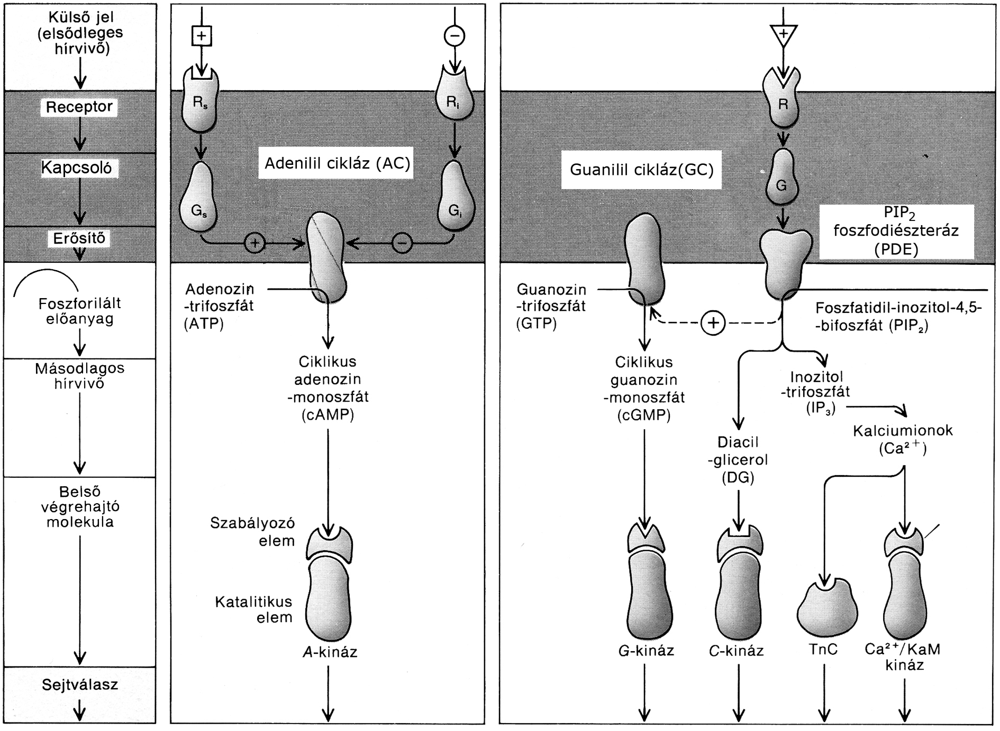 Külső jel
(elsődleges
hírvivő)
Receptor
Kapcsoló
Erősítő
Foszforilált
előanyag
Másodlagos
hírvivő
Belső
végrehajtó
molekula
Sejtválasz
+
−
Rs
Ri
Adenilil cikláz (AC)
Gs
Gi
+
−
Adenozin
-trifoszfát
(ATP)
Ciklikus
adenozin
-monoszfát
(cAMP)
Szabályozó
elem
Katalitikus
elem
A-kináz
+
R
Guanilil cikláz(GC)
G
PIP2
foszfodiészteráz
(PDE)
Guanozin
-trifoszfát
(GTP)
+
Foszfatidil-inozitol-4,5-
-bifoszfát (PIP₂)
Ciklikus
guanozin
-monoszfát
(cGMP)
Inozitol
-trifoszfát
(IP₃)
Kalciumionok
(Ca²⁺)
Diacil
-glicerol
(DG)
G-kináz
C-kináz
TnC
Ca²⁺/KaM
kináz